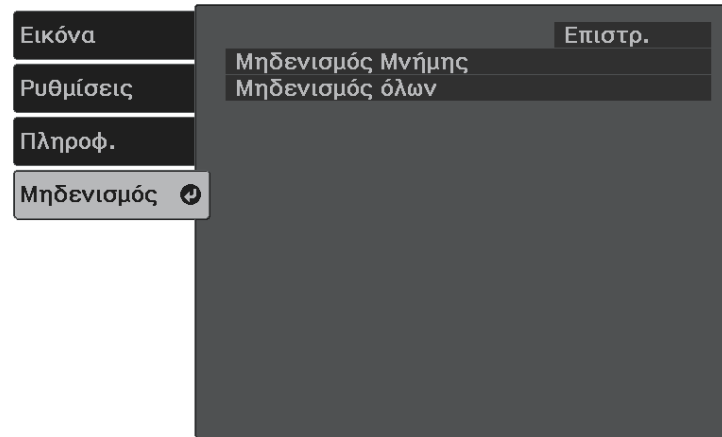 Εικόνα
Ρυθμίσεις
Πληροφ.
Μηδενισμός
Επιστρ.
Μηδενισμός Μνήμης
Μηδενισμός όλων